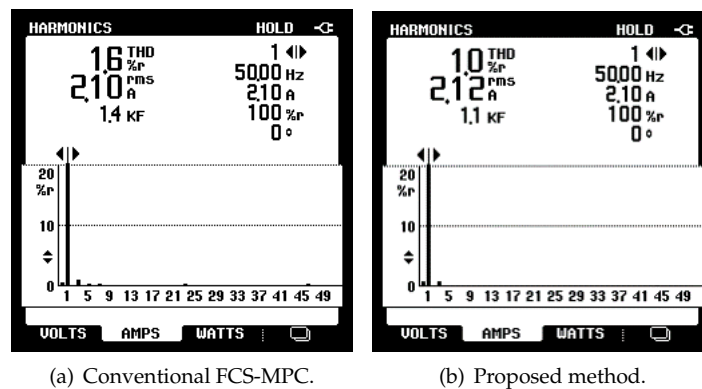 HARMONICS HOLD
1.6 THD %r 1
2.10 rms A 50.00 Hz
2.10 A
1.4 KF 100 %r
0 °
20
%r
10
0
1 5 9 13 17 21 25 29 33 37 41 45 49
VOLTS AMPS WATTS
(a) Conventional FCS-MPC.
HARMONICS HOLD
1.0 THD %r 1
2.12 rms A 50.00 Hz
2.10 A
1.1 KF 100 %r
0 °
20
%r
10
0
1 5 9 13 17 21 25 29 33 37 41 45 49
VOLTS AMPS WATTS
(b) Proposed method.